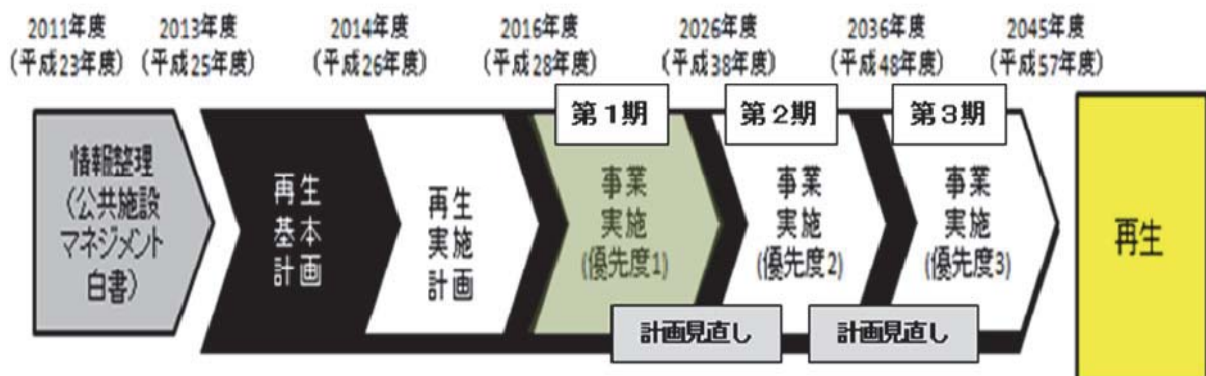 2011年度
(平成23年度)
2013年度
(平成25年度)
2014年度
(平成26年度)
2016年度
(平成28年度)
2026年度
(平成38年度)
2036年度
(平成48年度)
2045年度
(平成57年度)
情報整理
(公共施設
マネジメント
白書)
再生
基本
計画
再生
実施
計画
第1期
事業
実施
(優先度1)
第2期
事業
実施
(優先度2)
第3期
事業
実施
(優先度3)
計画見直し
計画見直し
再生